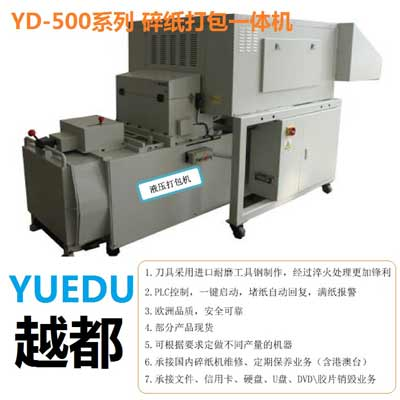 YD-500系列 碎纸打包一体机
液压打包机
YUEDU
越都
1.刀具采用进口耐磨工具钢制作，经过淬火处理更加锋利
2.PLC控制，一键启动，堵纸自动回复，满纸报警
3.欧洲品质，安全可靠
4.部分产品现货
5.可根据要求定做不同产量的机器
6.承接国内碎纸机维修、定期保养业务（含港澳台）
7.承接文件、信用卡、硬盘、U盘、DVD\胶片销毁业务